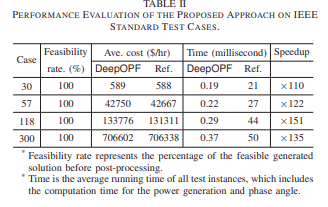 TABLE II
PERFORMANCE EVALUATION OF THE PROPOSED APPROACH ON IEEE
STANDARD TEST CASES.
Case Feasibility rate. (%) Ave. cost ($/hr) Time (millisecond) Speedup
DeepOPF Ref. DeepOPF Ref.
30 100 589 588 0.19 21 ×110
57 100 42750 42667 0.22 27 ×122
118 100 133776 131311 0.29 44 ×151
300 100 706602 706338 0.37 50 ×135
* Feasibility rate represents the percentage of the feasible generated
solution before post-processing.
* Time is the average running time of all test instances, which includes
the computation time for the power generation and phase angle.